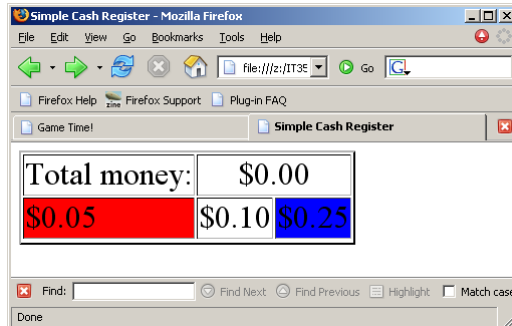 Simple Cash Register - Mozilla Firefox
File Edit View Go Bookmarks Tools Help
file:///z:/IT35 Go G
Firefox Help Firefox Support Plug-in FAQ
Game Time! Simple Cash Register
Total money: $0.00
$0.05 $0.10 $0.25
Find: Find Next Find Previous Highlight Match case
Done